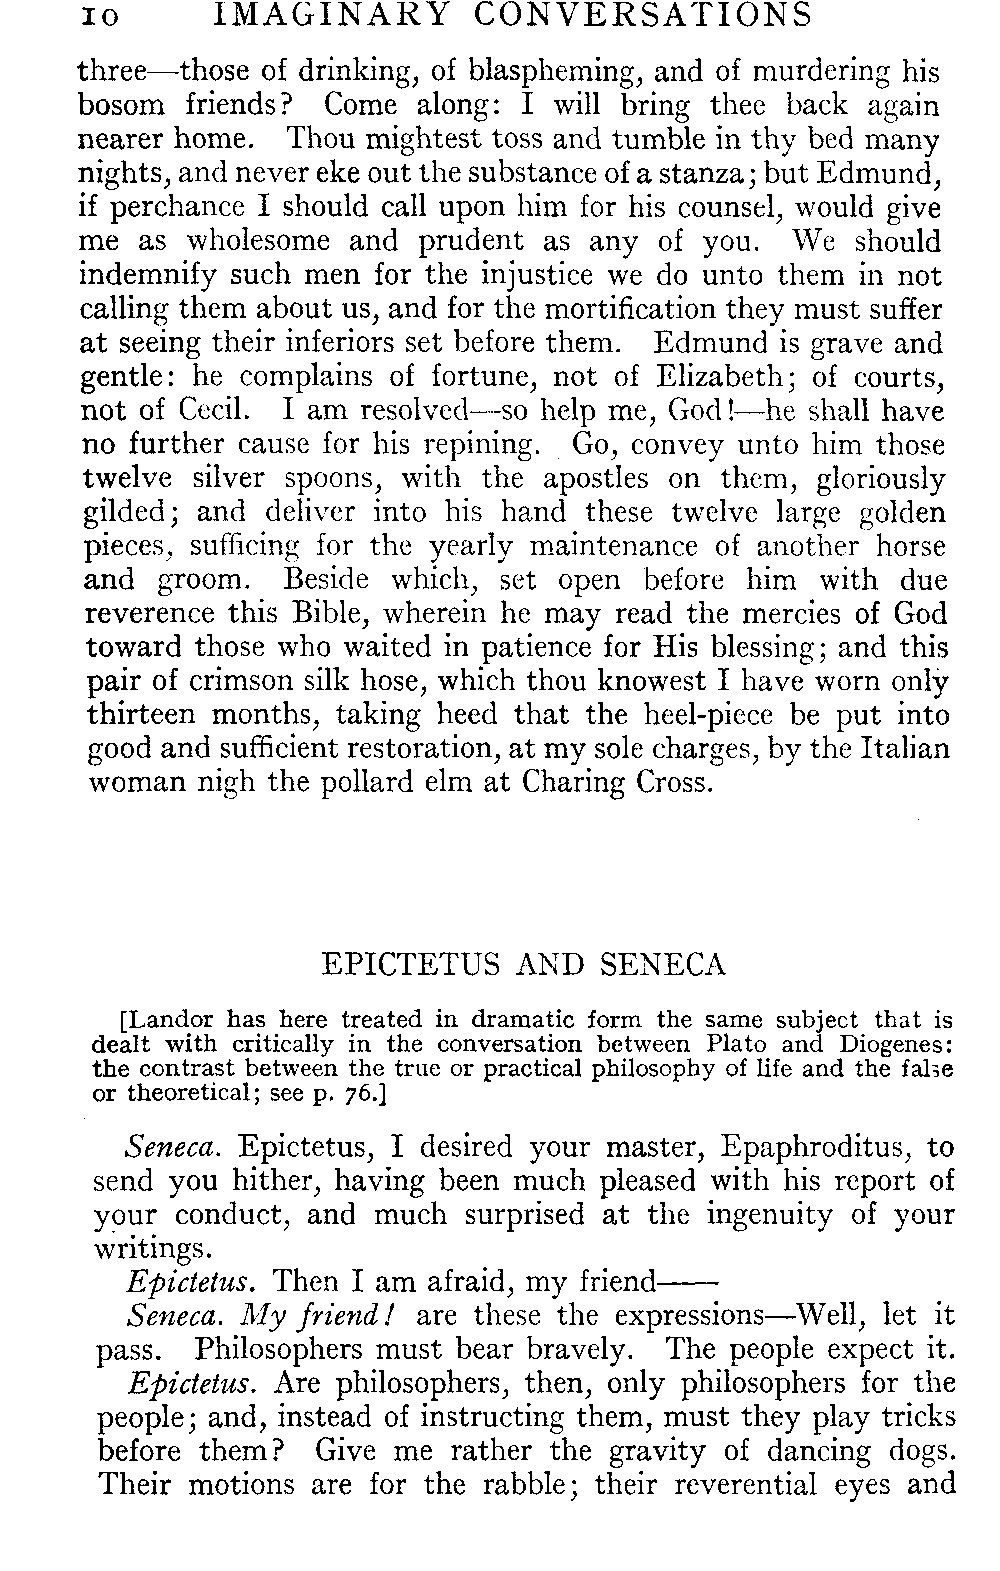 10 IMAGINARY CONVERSATIONS
three—those of drinking, of blaspheming, and of murdering his
bosom friends? Come along: I will bring thee back again
nearer home. Thou mightest toss and tumble in thy bed many
nights, and never eke out the substance of a stanza; but Edmund,
if perchance I should call upon him for his counsel, would give
me as wholesome and prudent as any of you. We should
indemnify such men for the injustice we do unto them in not
calling them about us, and for the mortification they must suffer
at seeing their inferiors set before them. Edmund is grave and
gentle: he complains of fortune, not of Elizabeth; of courts,
not of Cecil. I am resolved—so help me, God!—he shall have
no further cause for his repining. Go, convey unto him those
twelve silver spoons, with the apostles on them, gloriously
gilded; and deliver into his hand these twelve large golden
pieces, sufficing for the yearly maintenance of another horse
and groom. Beside which, set open before him with due
reverence this Bible, wherein he may read the mercies of God
toward those who waited in patience for His blessing; and this
pair of crimson silk hose, which thou knowest I have worn only
thirteen months, taking heed that the heel-piece be put into
good and sufficient restoration, at my sole charges, by the Italian
woman nigh the pollard elm at Charing Cross.
EPICTETUS AND SENECA
[Landor has here treated in dramatic form the same subject that is
dealt with critically in the conversation between Plato and Diogenes:
the contrast between the true or practical philosophy of life and the false
or theoretical; see p. 76.]
Seneca. Epictetus, I desired your master, Epaphroditus, to
send you hither, having been much pleased with his report of
your conduct, and much surprised at the ingenuity of your
writings.
Epictetus. Then I am afraid, my friend——
Seneca. My friend! are these the expressions—Well, let it
pass. Philosophers must bear bravely. The people expect it.
Epictetus. Are philosophers, then, only philosophers for the
people; and, instead of instructing them, must they play tricks
before them? Give me rather the gravity of dancing dogs.
Their motions are for the rabble; their reverential eyes and